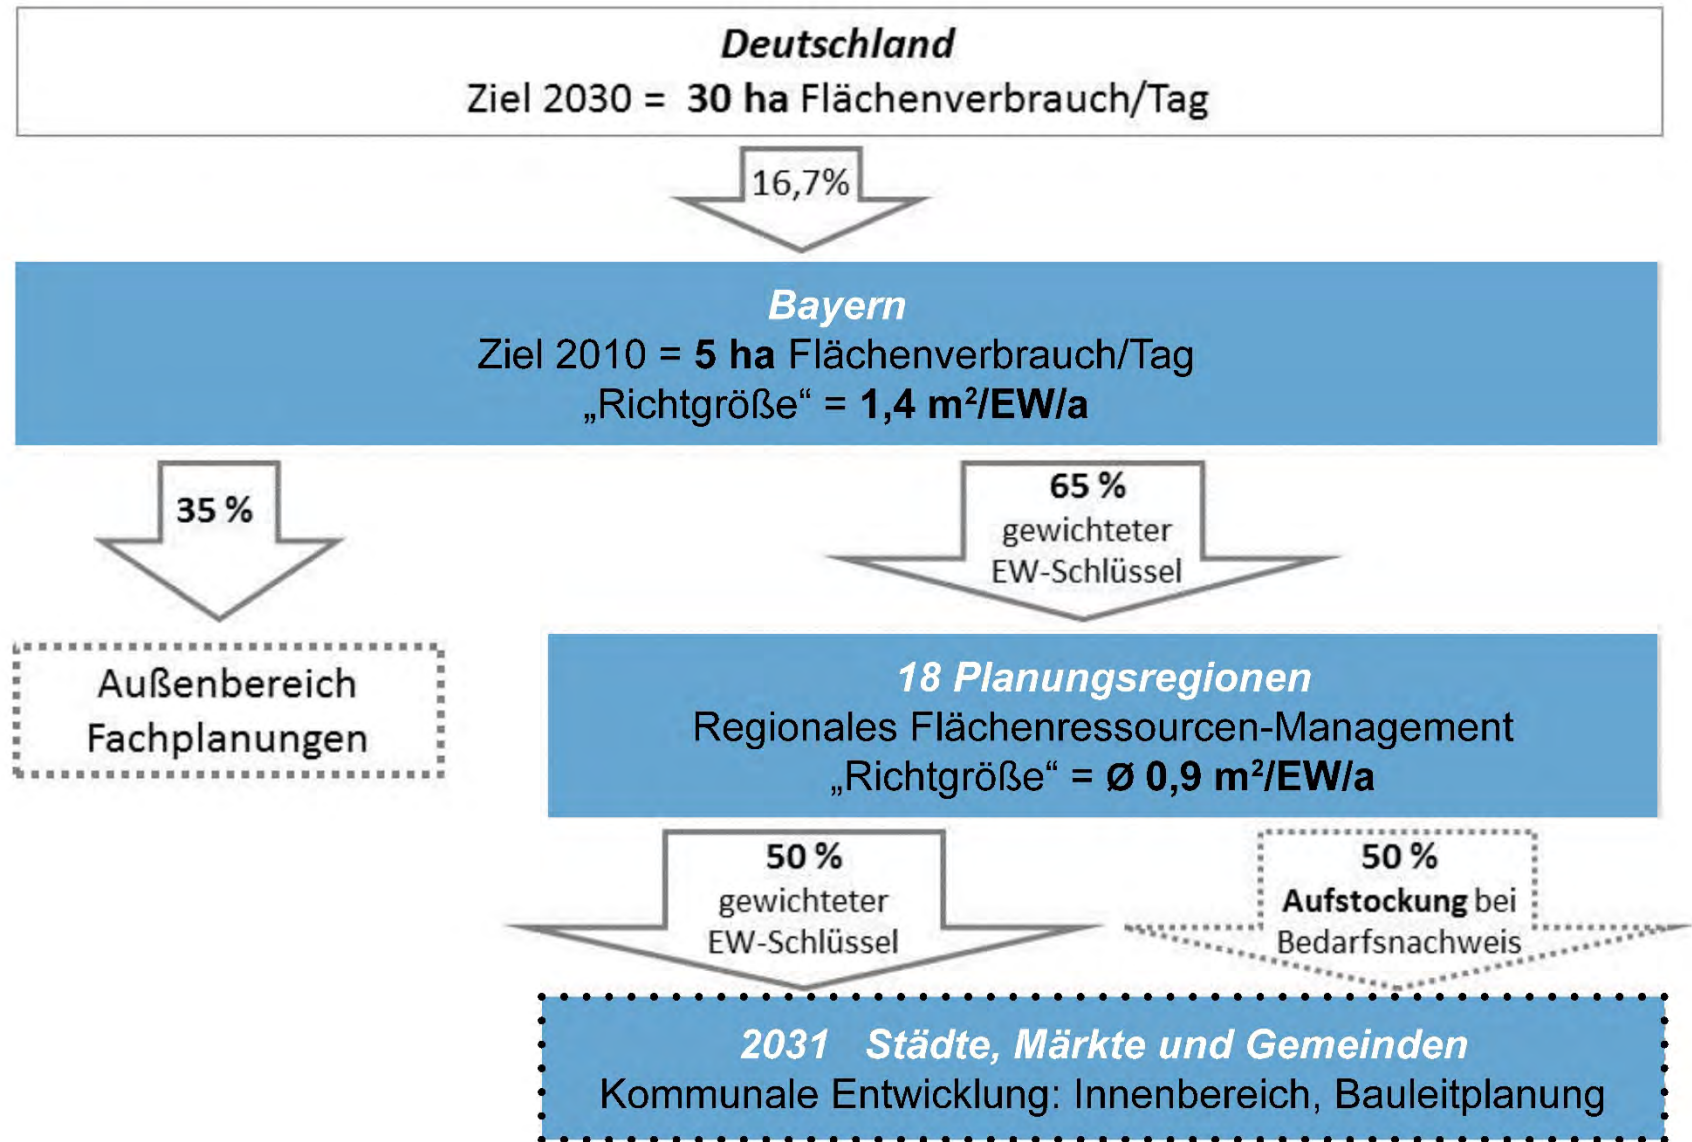 Deutschland
Ziel 2030 = 30 ha Flächenverbrauch/Tag
16,7%
Bayern
Ziel 2010 = 5 ha Flächenverbrauch/Tag
„Richtgröße“ = 1,4 m²/EW/a
35 %
65 %
gewichteter
EW-Schlüssel
Außenbereich
Fachplanungen
18 Planungsregionen
Regionales Flächenressourcen-Management
„Richtgröße“ = Ø 0,9 m²/EW/a
50 %
gewichteter
EW-Schlüssel
50 %
Aufstockung bei
Bedarfsnachweis
2031 Städte, Märkte und Gemeinden
Kommunale Entwicklung: Innenbereich, Bauleitplanung